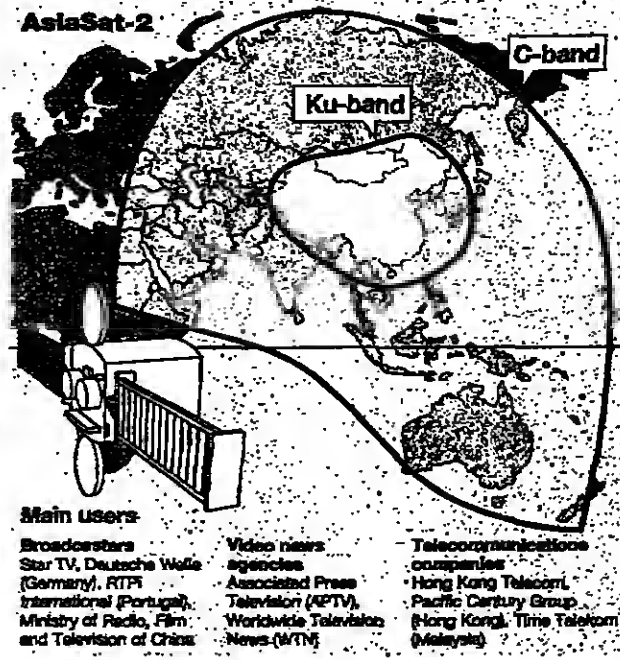 AsiaSat-2
C-band
Ku-band
Main users
Broadcasters
Star TV, Deutsche Welle
(Germany), RTPi
International (Portugal),
Ministry of Radio, Film
and Television of China
Video news
agencies
Associated Press
Television (APTV),
Worldwide Television
News (WTN)
Telecommunications
companies
Hong Kong Telecom,
Pacific Century Group
(Hong Kong), Time Telekom
(Malaysia)